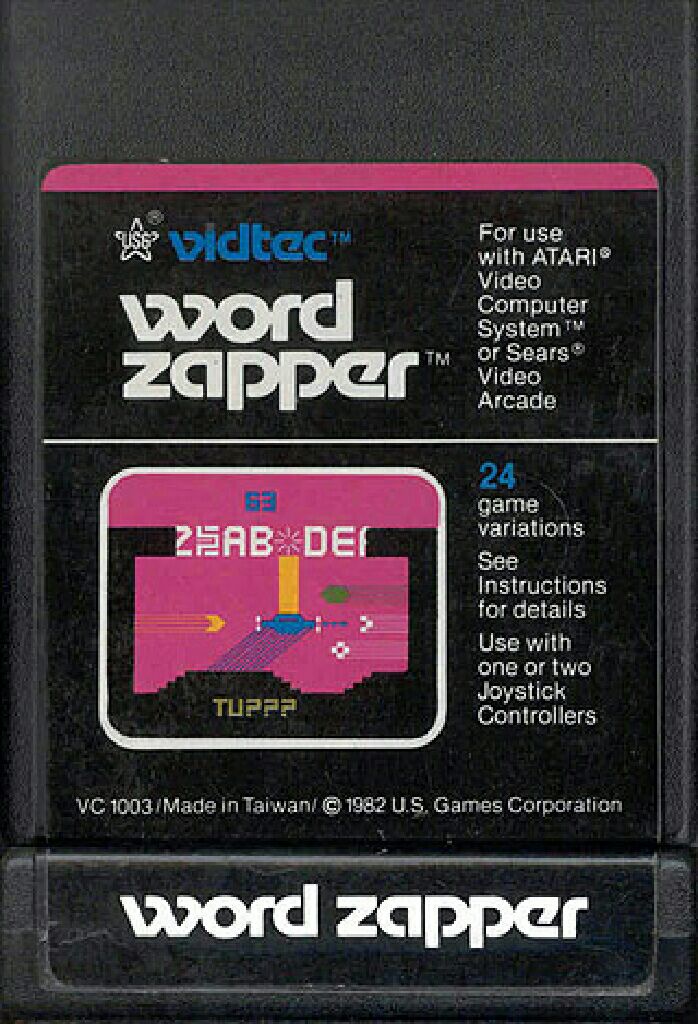 USG® vidtec™
word
zapper™
For use
with ATARI®
Video
Computer
System™
or Sears®
Video
Arcade
63
AB DE
TU???
24
game
variations
See
Instructions
for details
Use with
one or two
Joystick
Controllers
VC 1003/Made in Taiwan/ © 1982 U.S. Games Corporation
word zapper